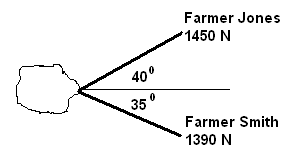 Farmer Jones
1450 N
40⁰
35⁰
Farmer Smith
1390 N